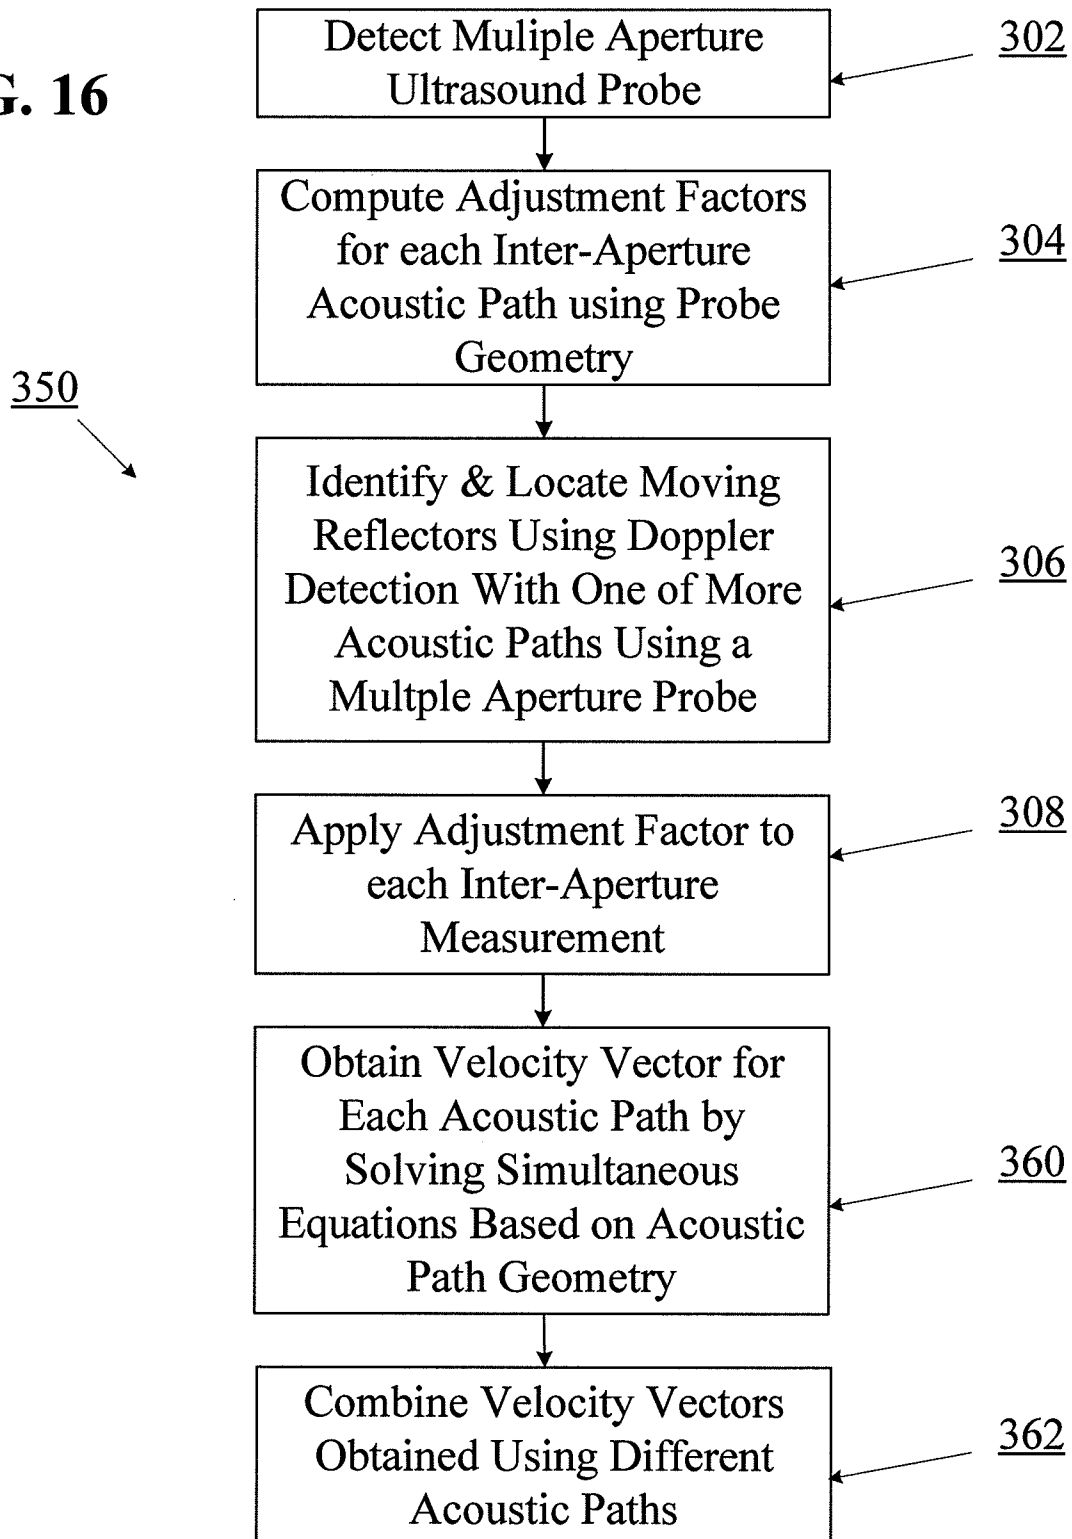 G. 16
Detect Muliple Aperture
Ultrasound Probe
302
Compute Adjustment Factors
for each Inter-Aperture
Acoustic Path using Probe
Geometry
304
350
Identify & Locate Moving
Reflectors Using Doppler
Detection With One of More
Acoustic Paths Using a
Multple Aperture Probe
306
Apply Adjustment Factor to
each Inter-Aperture
Measurement
308
Obtain Velocity Vector for
Each Acoustic Path by
Solving Simultaneous
Equations Based on Acoustic
Path Geometry
360
Combine Velocity Vectors
Obtained Using Different
Acoustic Paths
362